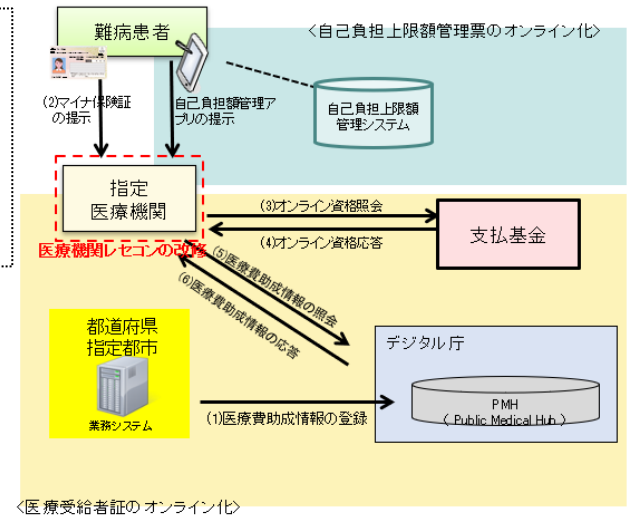 難病患者
<自己負担上限額管理票のオンライン化>
(2)マイナ保険証
の提示
自己負担額管理ア
プリの提示
自己負担上限額
管理システム
指定
医療機関
(3)オンライン資格照会
(4)オンライン資格応答
支払基金
医療機関レセコンの改修
(5)医療費助成情報の照会
(6)医療費助成情報の応答
都道府県
指定都市
業務システム
デジタル庁
PMH
( Public Medical Hub )
(1)医療費助成情報の登録
<医療受給者証のオンライン化>